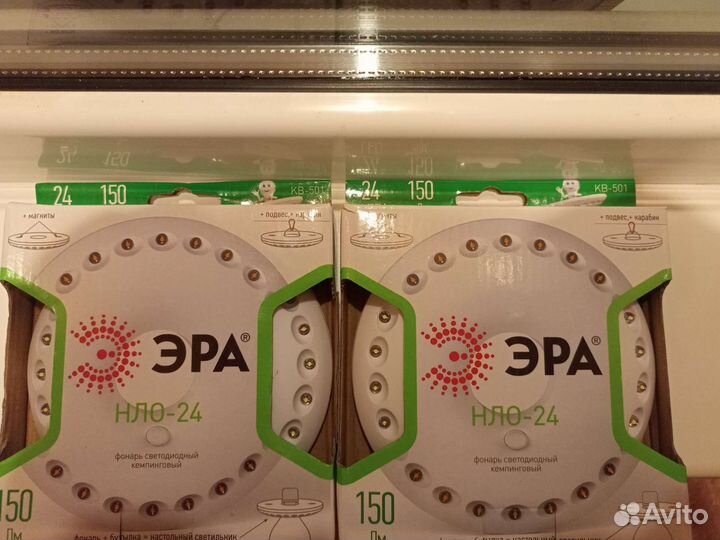 24 150 KB-501
+ магниты + подвес, + карабин
ЭРА®
НЛО-24
фонарь светодиодный
кемпинговый
150
Лм
фонарь + бутылка = настольный светильник
24 150 KB-501
+ подвес, + карабин
ЭРА®
НЛО-24
фонарь светодиодный
кемпинговый
150
Лм
Avito